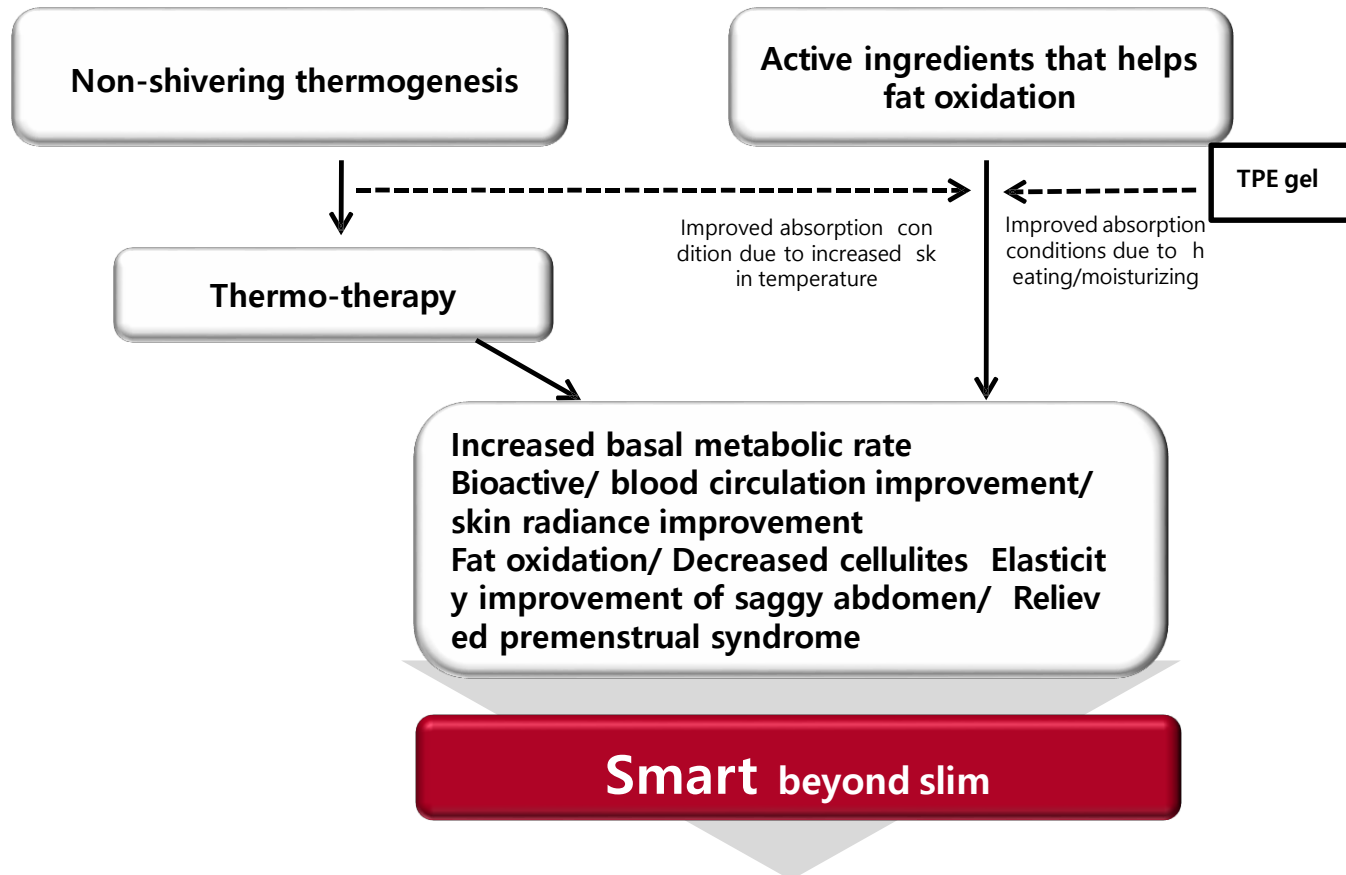 Non-shivering thermogenesis
Active ingredients that helps
fat oxidation
TPE gel
Improved absorption con
dition due to increased sk
in temperature
Improved absorption
conditions due to h
eating/moisturizing
Thermo-therapy
Increased basal metabolic rate
Bioactive/ blood circulation improvement/
skin radiance improvement
Fat oxidation/ Decreased cellulites Elasticit
y improvement of saggy abdomen/ Reliev
ed premenstrual syndrome
Smart beyond slim